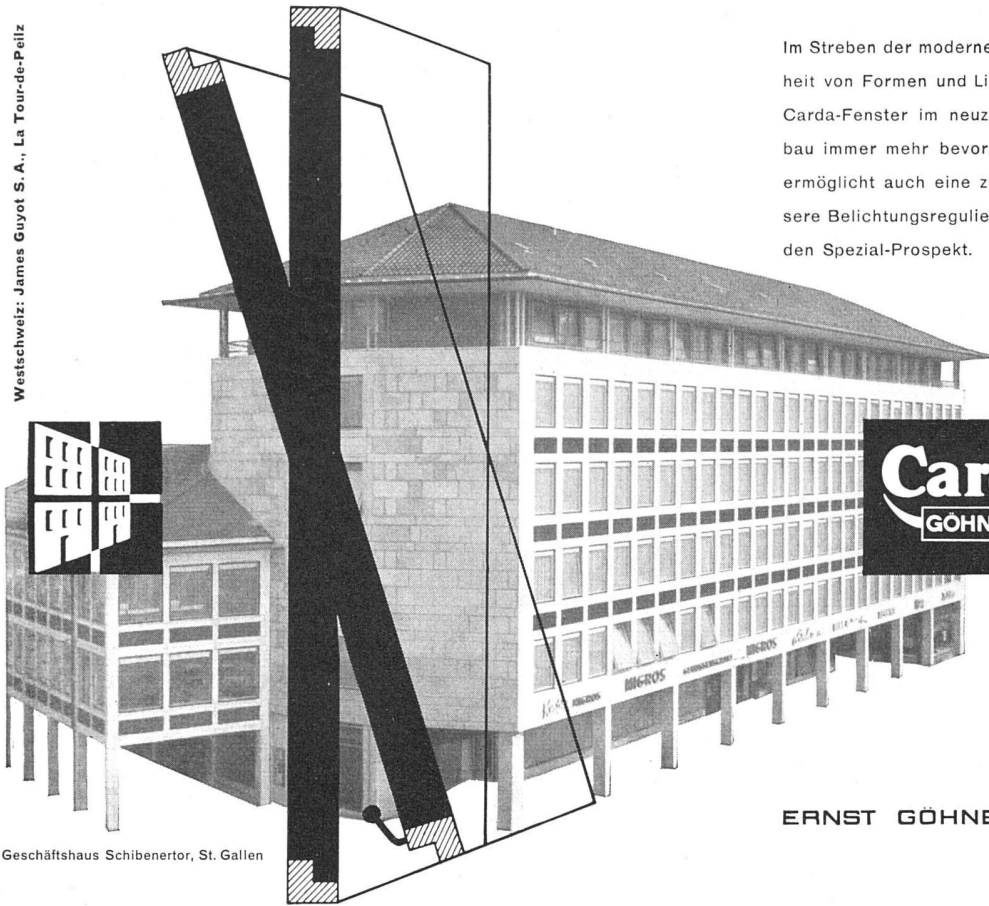 Westschweiz: James Guyot S. A., La Tour-de-Peilz
Im Streben der moderne
heit von Formen und Li
Carda-Fenster im neuz
bau immer mehr bevor
ermöglicht auch eine z
sere Belichtungsregulie
den Spezial-Prospekt.
Car
GÖHN
MIGROS
MIGROS
MIGROS
ERNST GÖHNE
Geschäftshaus Schibenertor, St. Gallen